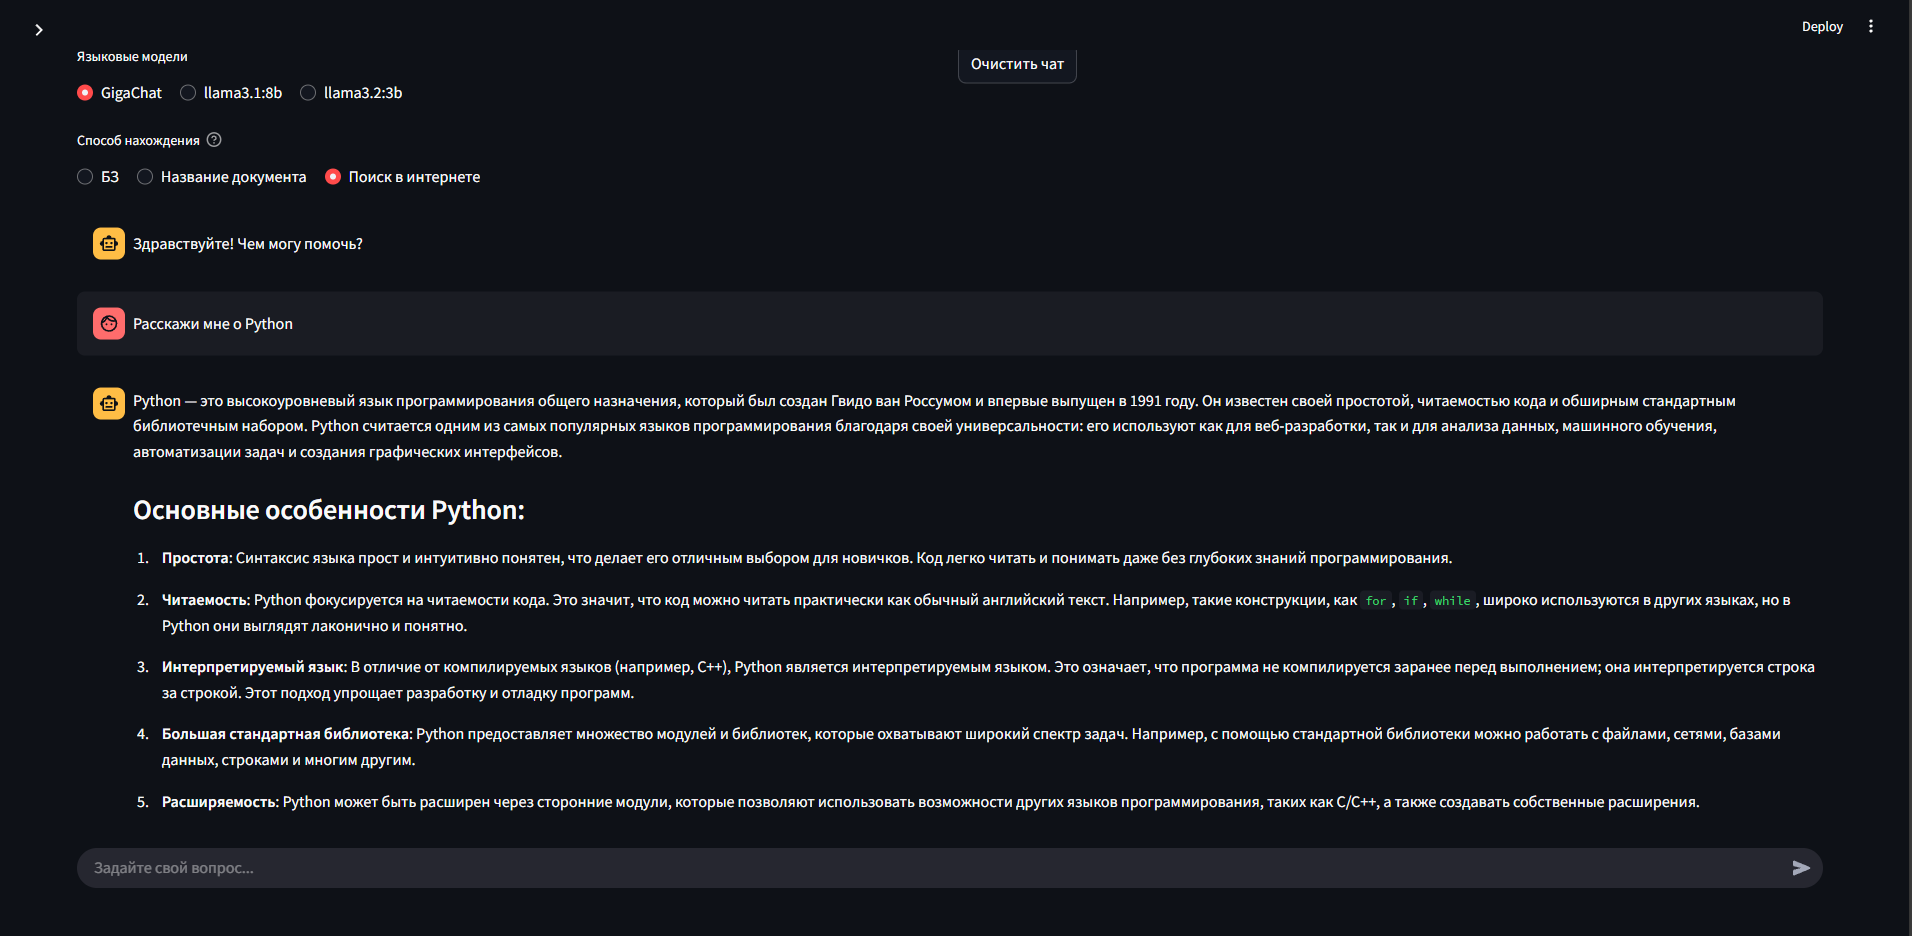 Deploy
Языковые модели
Очистить чат
GigaChat llama3.1:8b llama3.2:3b
Способ нахождения
БЗ Название документа Поиск в интернете
Здравствуйте! Чем могу помочь?
Расскажи мне о Python
Python — это высокоуровневый язык программирования общего назначения, который был создан Гвидо ван Россумом и впервые выпущен в 1991 году. Он известен своей простотой, читаемостью кода и обширным стандартным
библиотечным набором. Python считается одним из самых популярных языков программирования благодаря своей универсальности: его используют как для веб-разработки, так и для анализа данных, машинного обучения,
автоматизации задач и создания графических интерфейсов.
Основные особенности Python:
1. Простота: Синтаксис языка прост и интуитивно понятен, что делает его отличным выбором для новичков. Код легко читать и понимать даже без глубоких знаний программирования.
2. Читаемость: Python фокусируется на читаемости кода. Это значит, что код можно читать практически как обычный английский текст. Например, такие конструкции, как for, if, while, широко используются в других языках, но в
Python они выглядят лаконично и понятно.
3. Интерпретируемый язык: В отличие от компилируемых языков (например, C++), Python является интерпретируемым языком. Это означает, что программа не компилируется заранее перед выполнением; она интерпретируется строка
за строкой. Этот подход упрощает разработку и отладку программ.
4. Большая стандартная библиотека: Python предоставляет множество модулей и библиотек, которые охватывают широкий спектр задач. Например, с помощью стандартной библиотеки можно работать с файлами, сетями, базами
данных, строками и многим другим.
5. Расширяемость: Python может быть расширен через сторонние модули, которые позволяют использовать возможности других языков программирования, таких как C/C++, а также создавать собственные расширения.
Задайте свой вопрос...